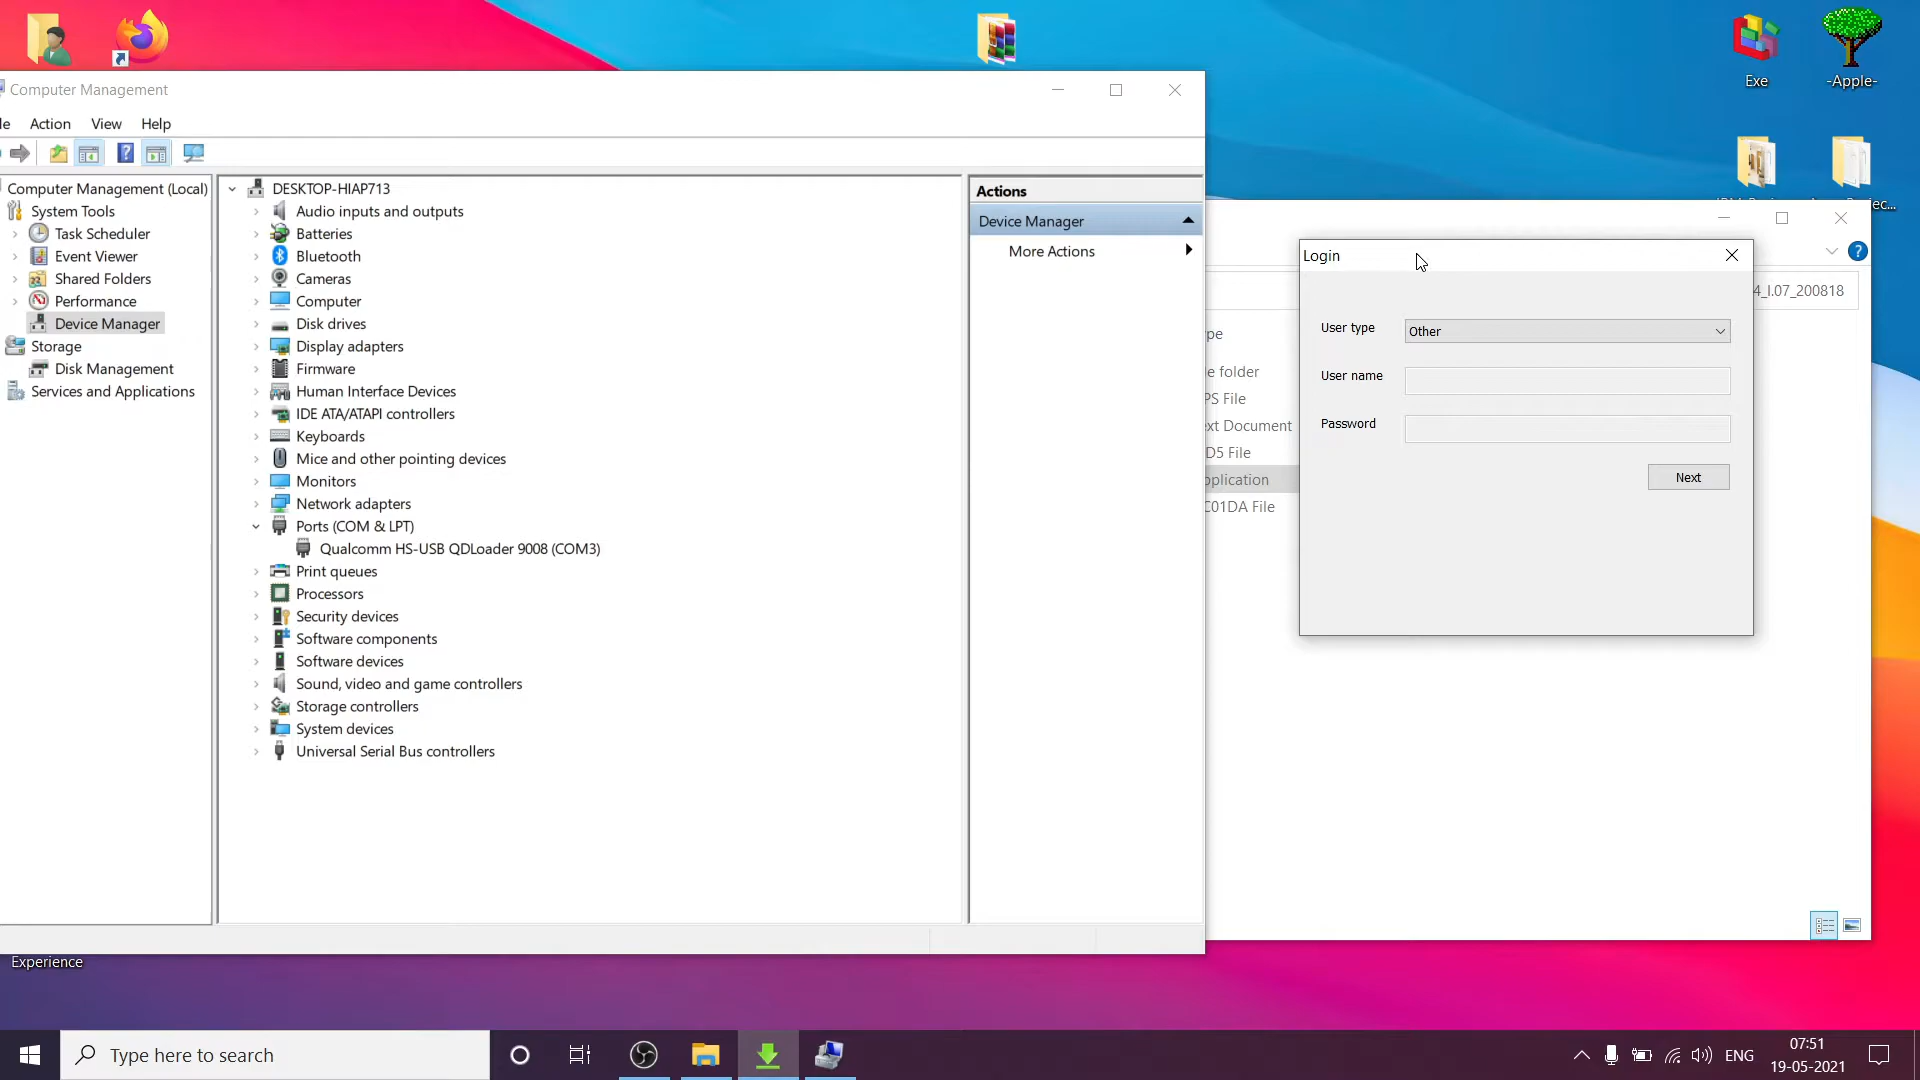 Exe
-Apple-
Computer Management
Action View Help
Computer Management (Local)
System Tools
Task Scheduler
Event Viewer
Shared Folders
Performance
Device Manager
Storage
Disk Management
Services and Applications
DESKTOP-HIAP713
Audio inputs and outputs
Batteries
Bluetooth
Cameras
Computer
Disk drives
Display adapters
Firmware
Human Interface Devices
IDE ATA/ATAPI controllers
Keyboards
Mice and other pointing devices
Monitors
Network adapters
Ports (COM & LPT)
Qualcomm HS-USB QDLoader 9008 (COM3)
Print queues
Processors
Security devices
Software components
Software devices
Sound, video and game controllers
Storage controllers
System devices
Universal Serial Bus controllers
Actions
Device Manager
More Actions
4_I.07_200818
pe
e folder
PS File
ext Document
D5 File
pplication
C01DA File
Login
User type Other
User name
Password
Next
Experience
Type here to search
ENG
07:51
19-05-2021